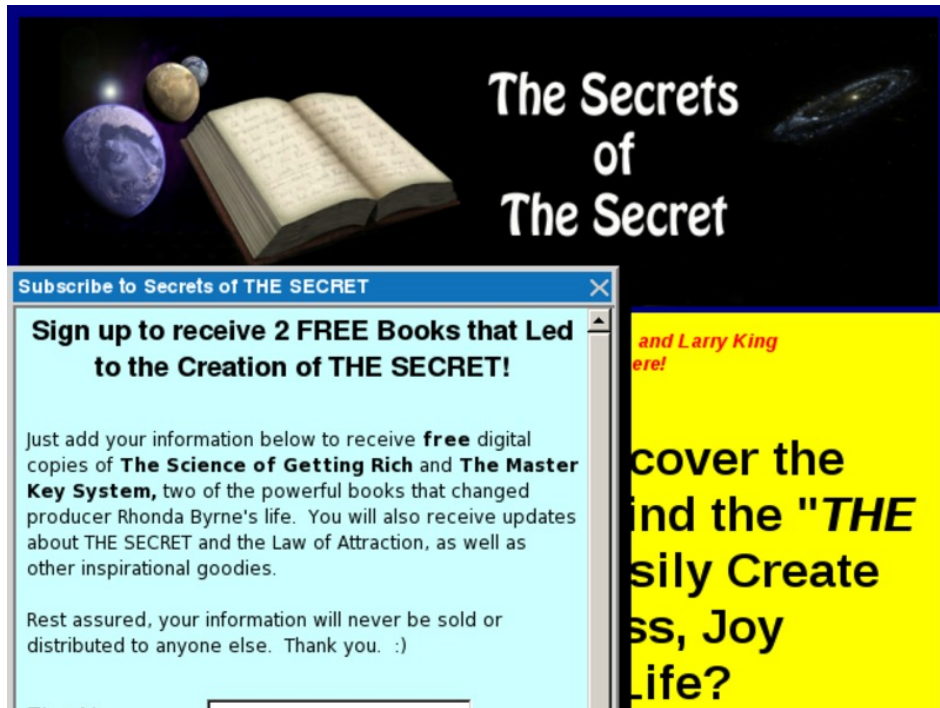 The Secrets
of
The Secret
Subscribe to Secrets of THE SECRET
Sign up to receive 2 FREE Books that Led
to the Creation of THE SECRET!
Just add your information below to receive free digital
copies of The Science of Getting Rich and The Master
Key System, two of the powerful books that changed
producer Rhonda Byrne's life. You will also receive updates
about THE SECRET and the Law of Attraction, as well as
other inspirational goodies.
Rest assured, your information will never be sold or
distributed to anyone else. Thank you. :)
and Larry King
ere!
cover the
ind the "THE
sily Create
ss, Joy
Life?